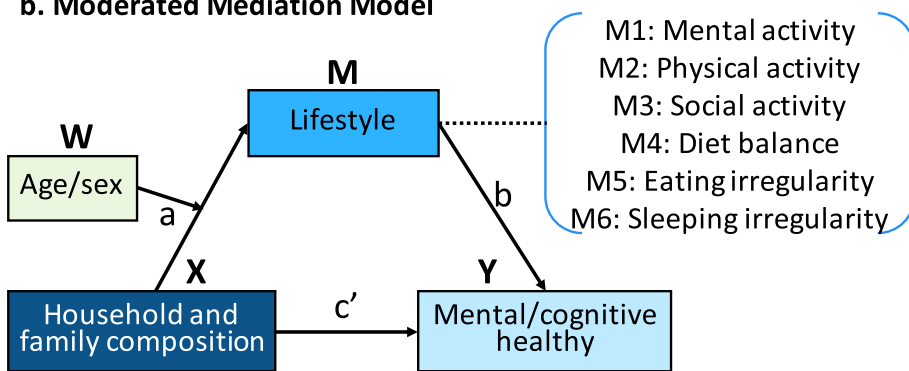 b. Moderated Mediation Model
M
Lifestyle
W
Age/sex
a
b
X
Household and
family composition
c’
Y
Mental/cognitive
healthy
M1: Mental activity
M2: Physical activity
M3: Social activity
M4: Diet balance
M5: Eating irregularity
M6: Sleeping irregularity